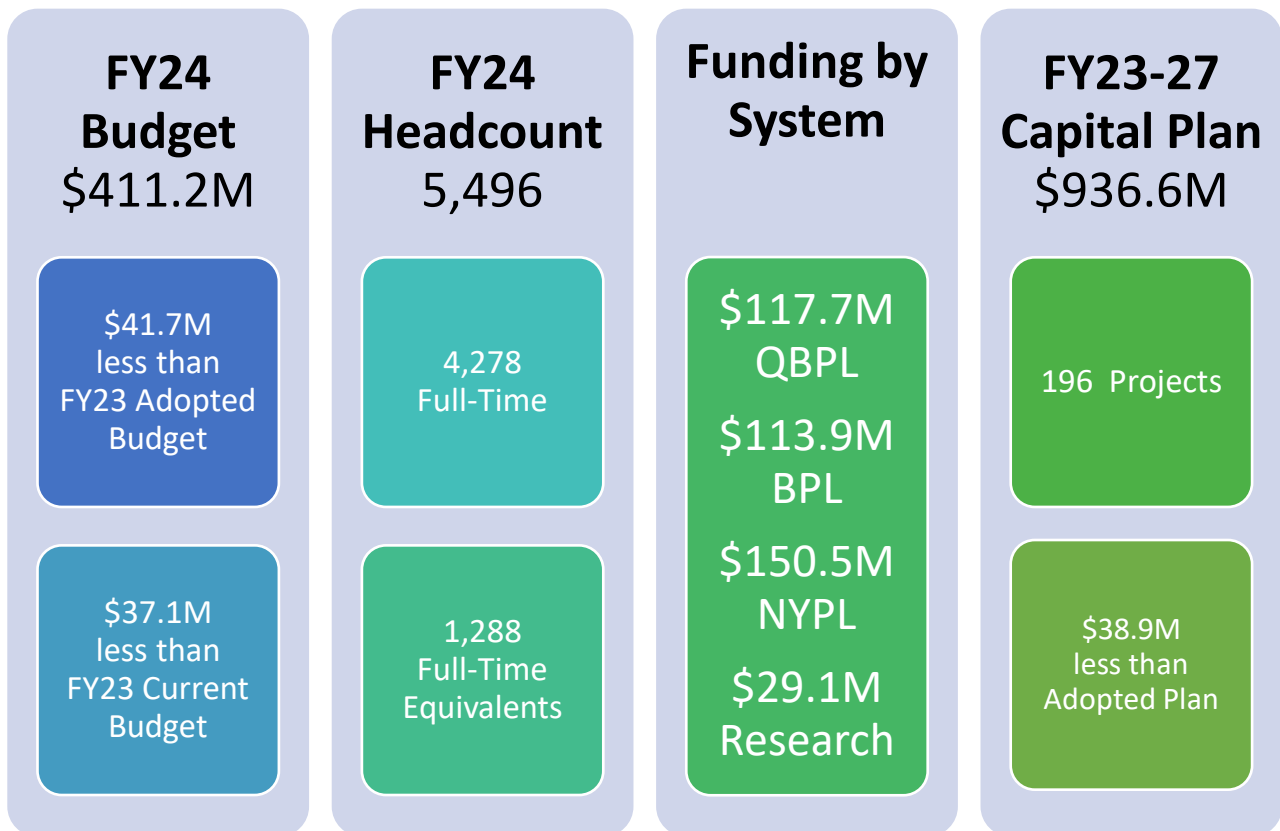 FY24
Budget
$411.2M
$41.7M
less than
FY23 Adopted
Budget
$37.1M
less than
FY23 Current
Budget
FY24
Headcount
5,496
4,278
Full-Time
1,288
Full-Time
Equivalents
Funding by
System
$117.7M
QBPL
$113.9M
BPL
$150.5M
NYPL
$29.1M
Research
FY23-27
Capital Plan
$936.6M
196 Projects
$38.9M
less than
Adopted Plan